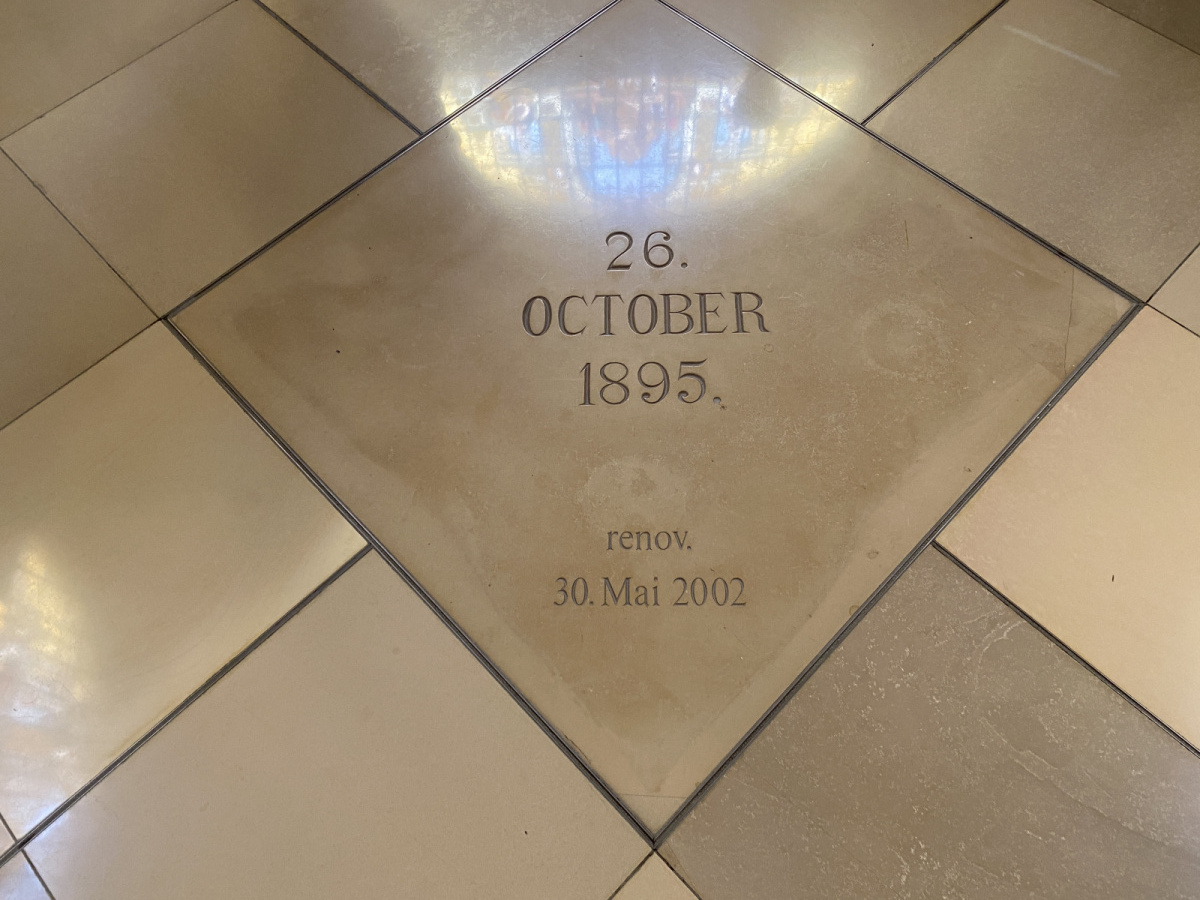 26.
OCTOBER
1895.
renov.
30. Mai 2002